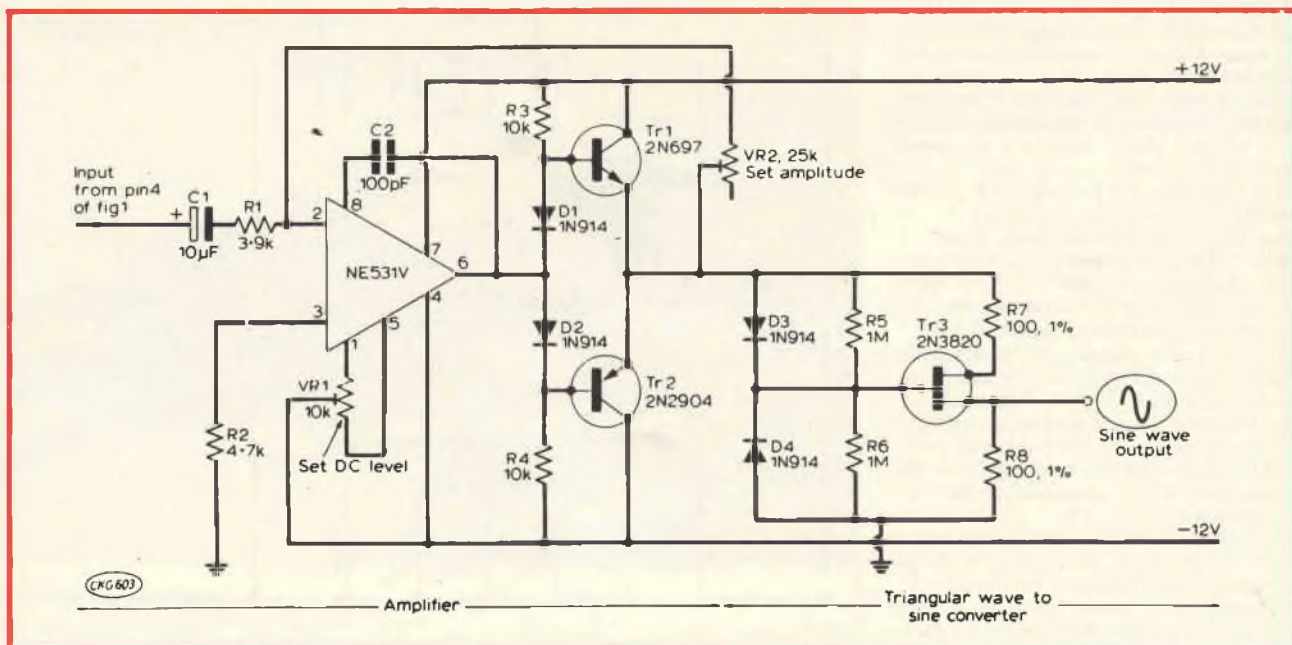 +12V
R3
10k
Tr1
2N697
C2
100pF
VR2, 25k
Set amplitude
Input
from pin4
of fig1
C1
+
10µF
R1
3·9k
2
8
7
D1
1N914
NE531V
6
4
3
5
1
D2
1N914
D3
1N914
R5
1M
Tr3
2N3820
R7
100, 1%
VR1
10k
Tr2
2N2904
R2
4·7k
Set DC level
R4
10k
D4
1N914
R6
1M
R8
100, 1%
Sine wave
output
−12V
CKG603
Amplifier
Triangular wave to
sine converter